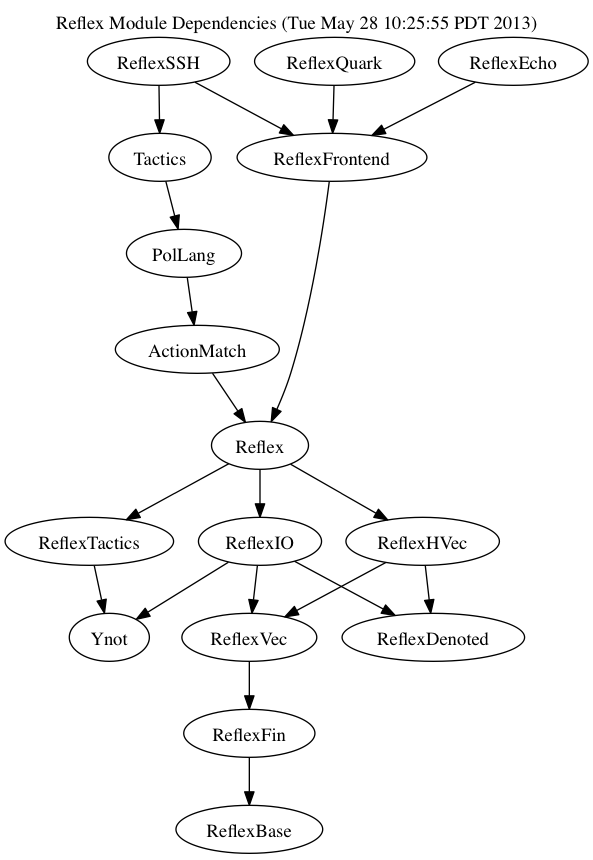 Reflex Module Dependencies (Tue May 28 10:25:55 PDT 2013)
ReflexSSH
ReflexQuark
ReflexEcho
Tactics
ReflexFrontend
PolLang
ActionMatch
Reflex
ReflexTactics
ReflexIO
ReflexHVec
Ynot
ReflexVec
ReflexDenoted
ReflexFin
ReflexBase